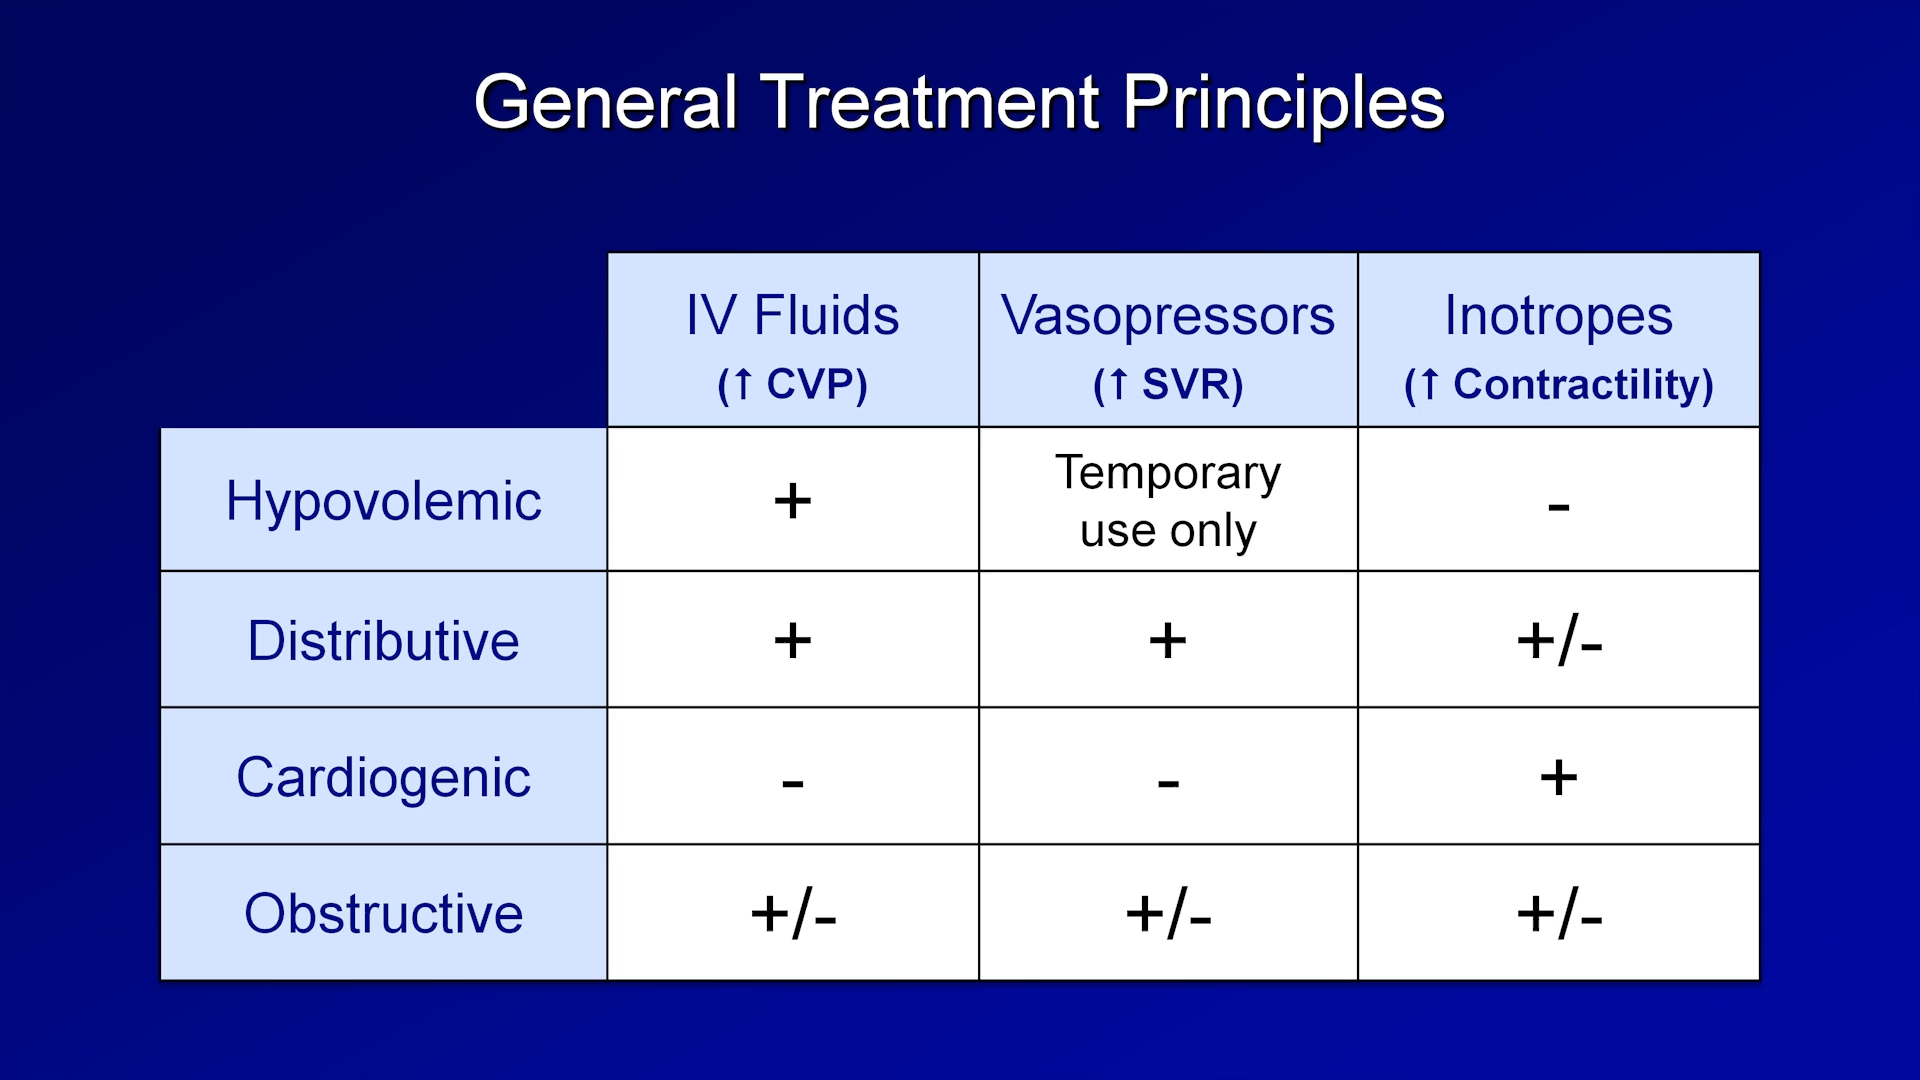 General Treatment Principles
IV Fluids Vasopressors Inotropes
(↑ CVP) (↑ SVR) (↑ Contractility)
Hypovolemic + Temporary use only -
Distributive + + +/-
Cardiogenic - - +
Obstructive +/- +/- +/-